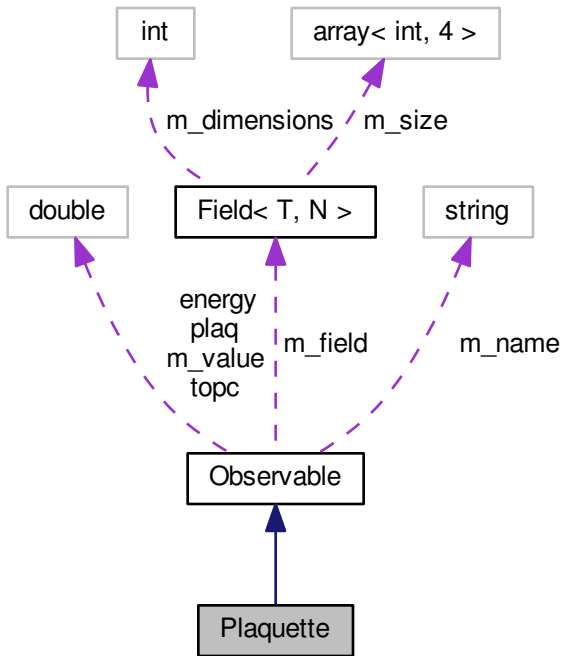 int
array< int, 4 >
m_dimensions
m_size
double
Field< T, N >
string
energy
plaq
m_value
topc
m_field
m_name
Observable
Plaquette